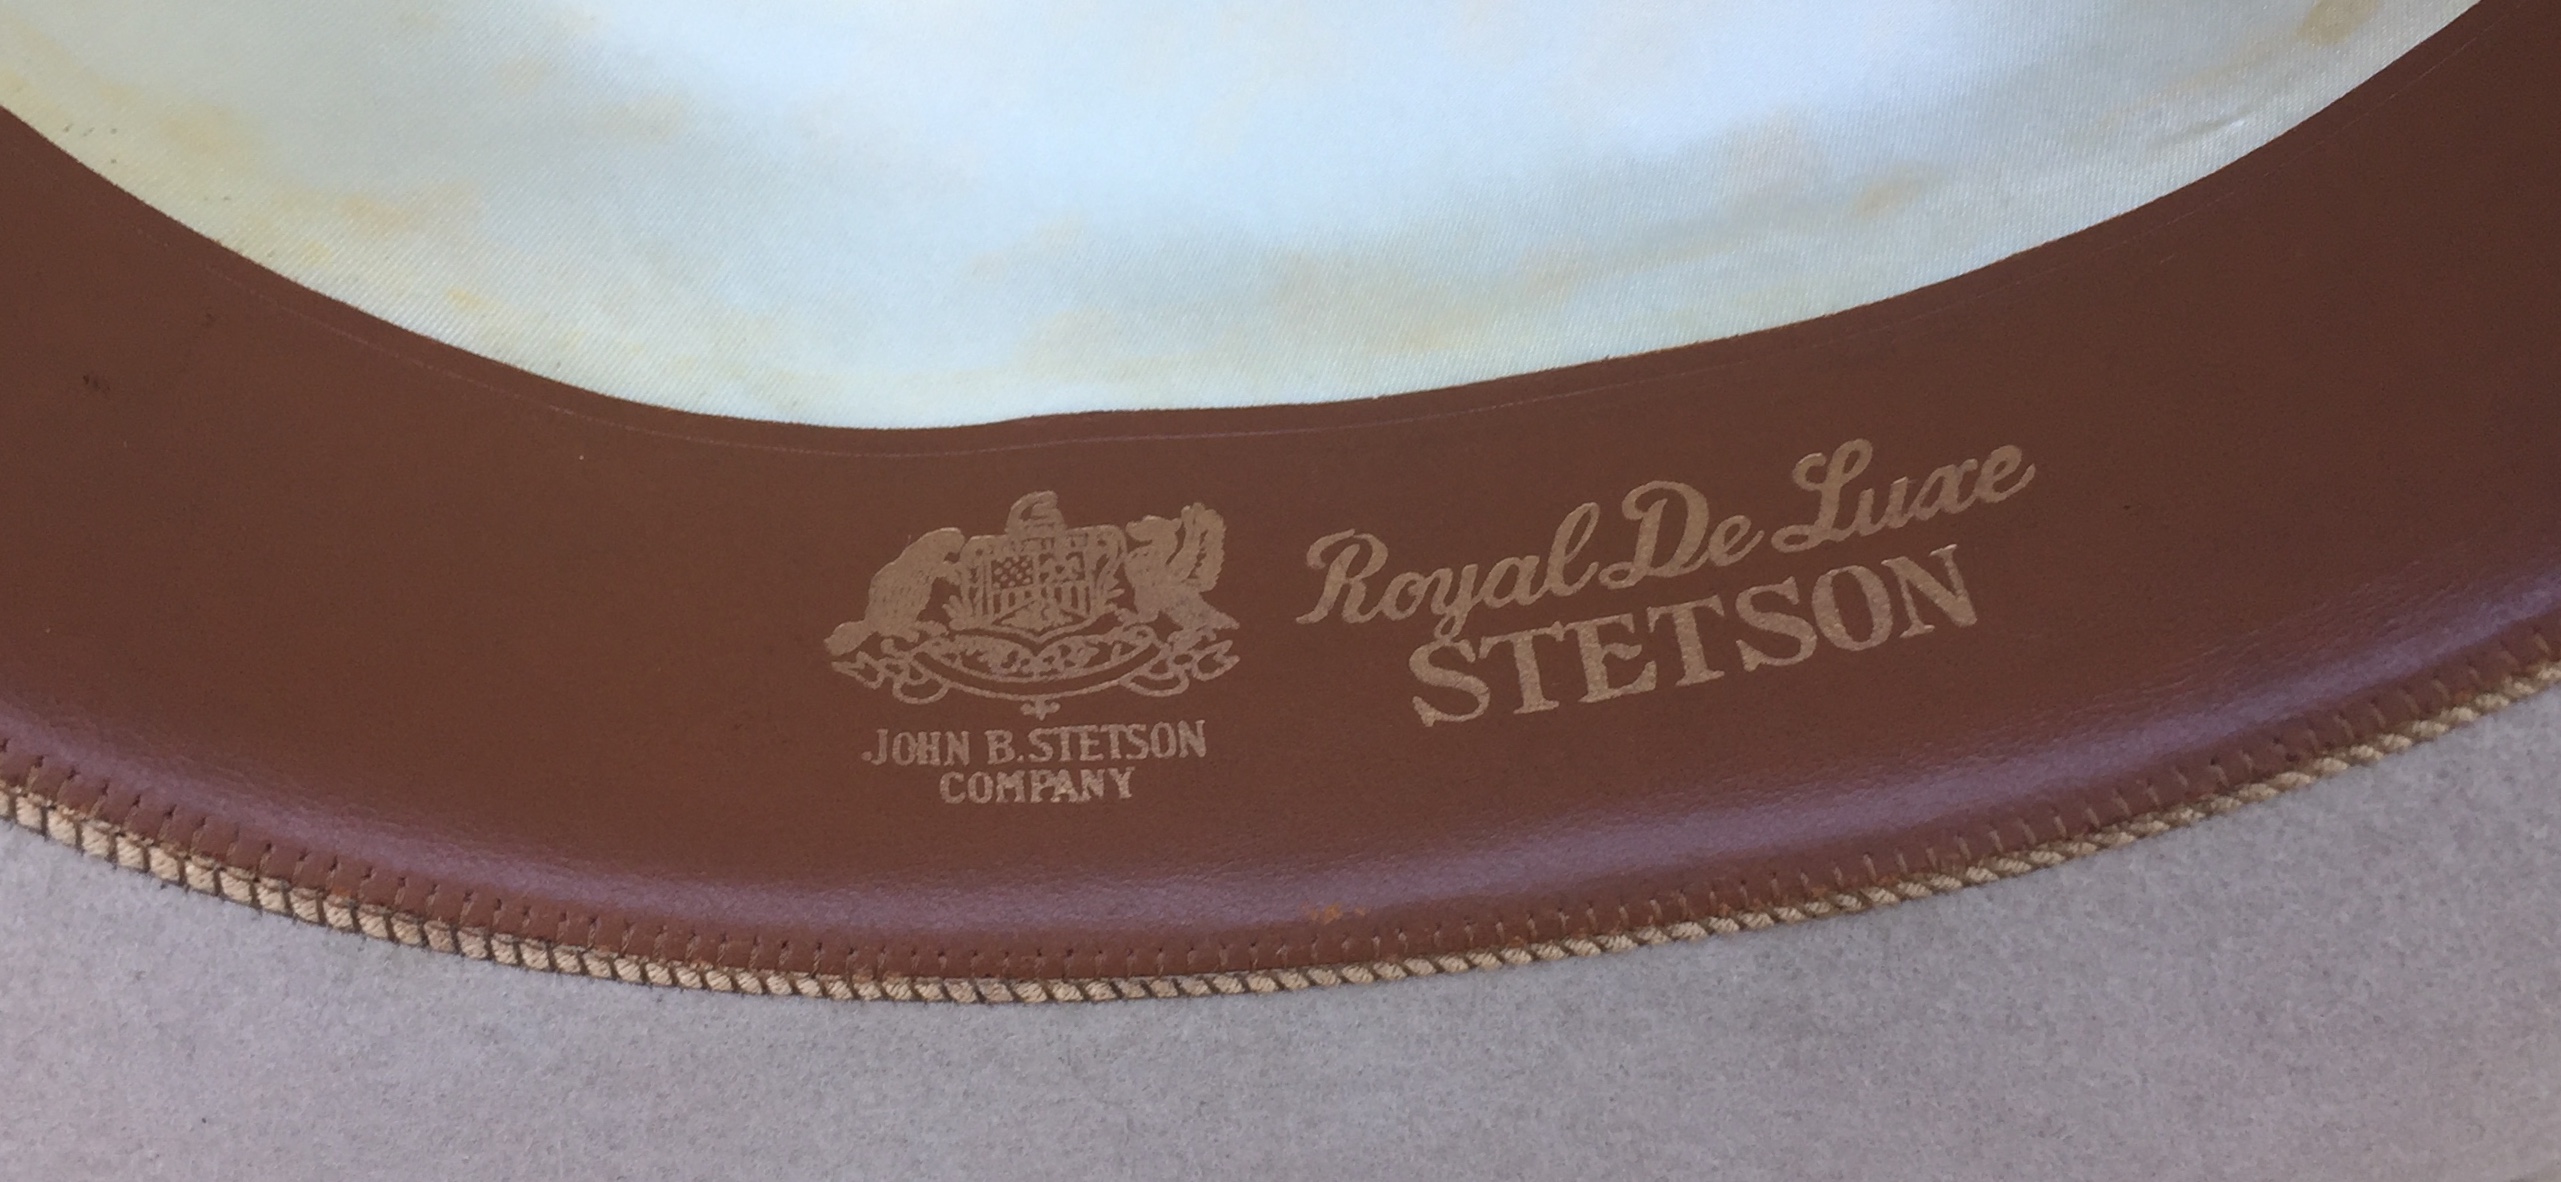 JOHN B. STETSON
COMPANY
Royal De Luxe
STETSON